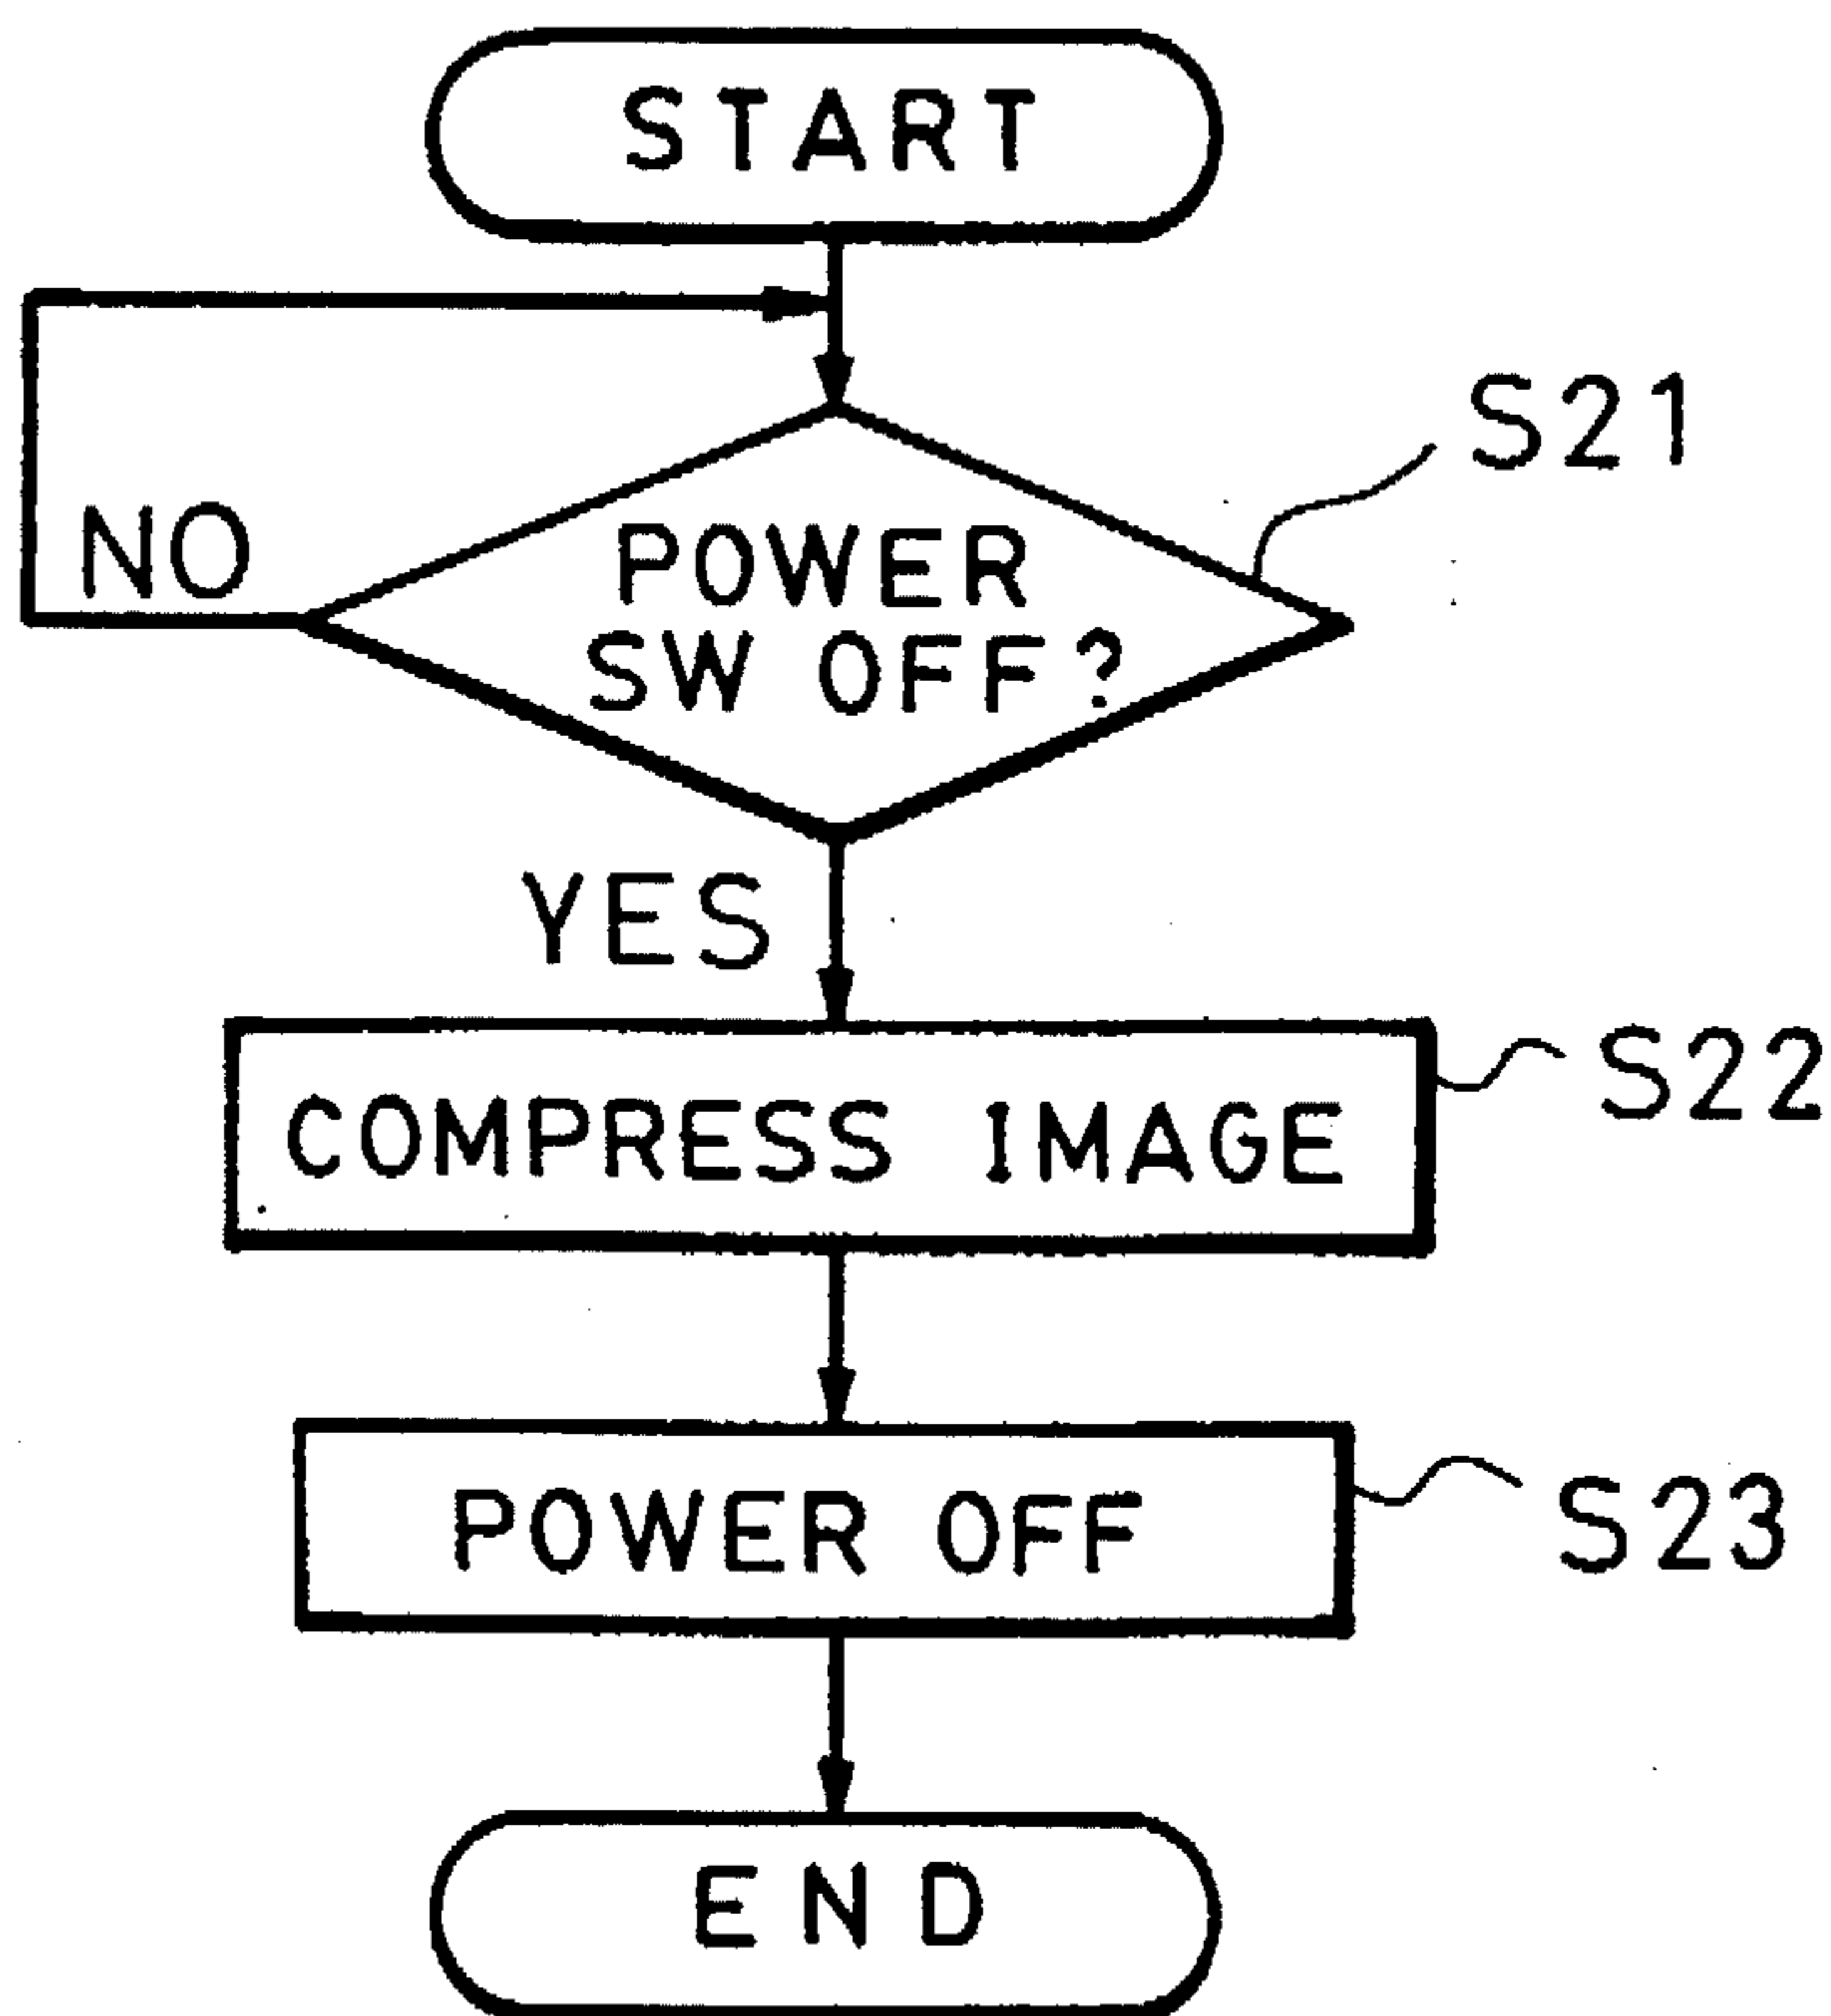 START
S21
NO
POWER
SW OFF?
YES
COMPRESS IMAGE
S22
POWER OFF
S23
END